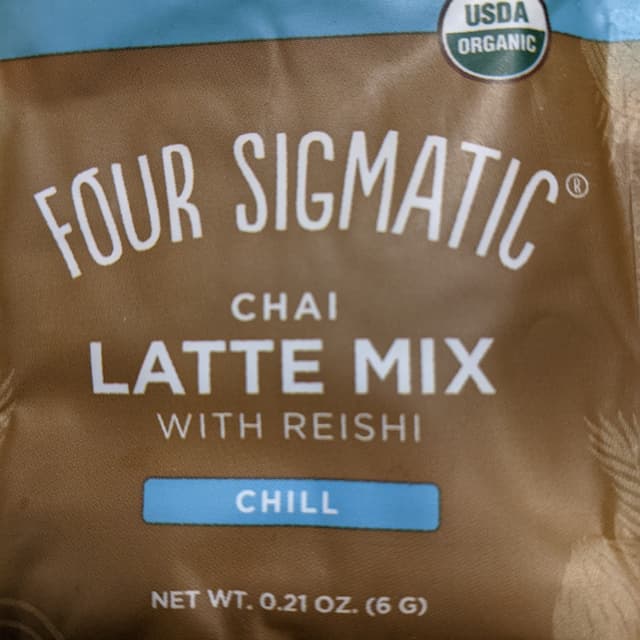 USDA
ORGANIC
FOUR SIGMATIC®
CHAI
LATTE MIX
WITH REISHI
CHILL
NET WT. 0.21 OZ. (6 G)